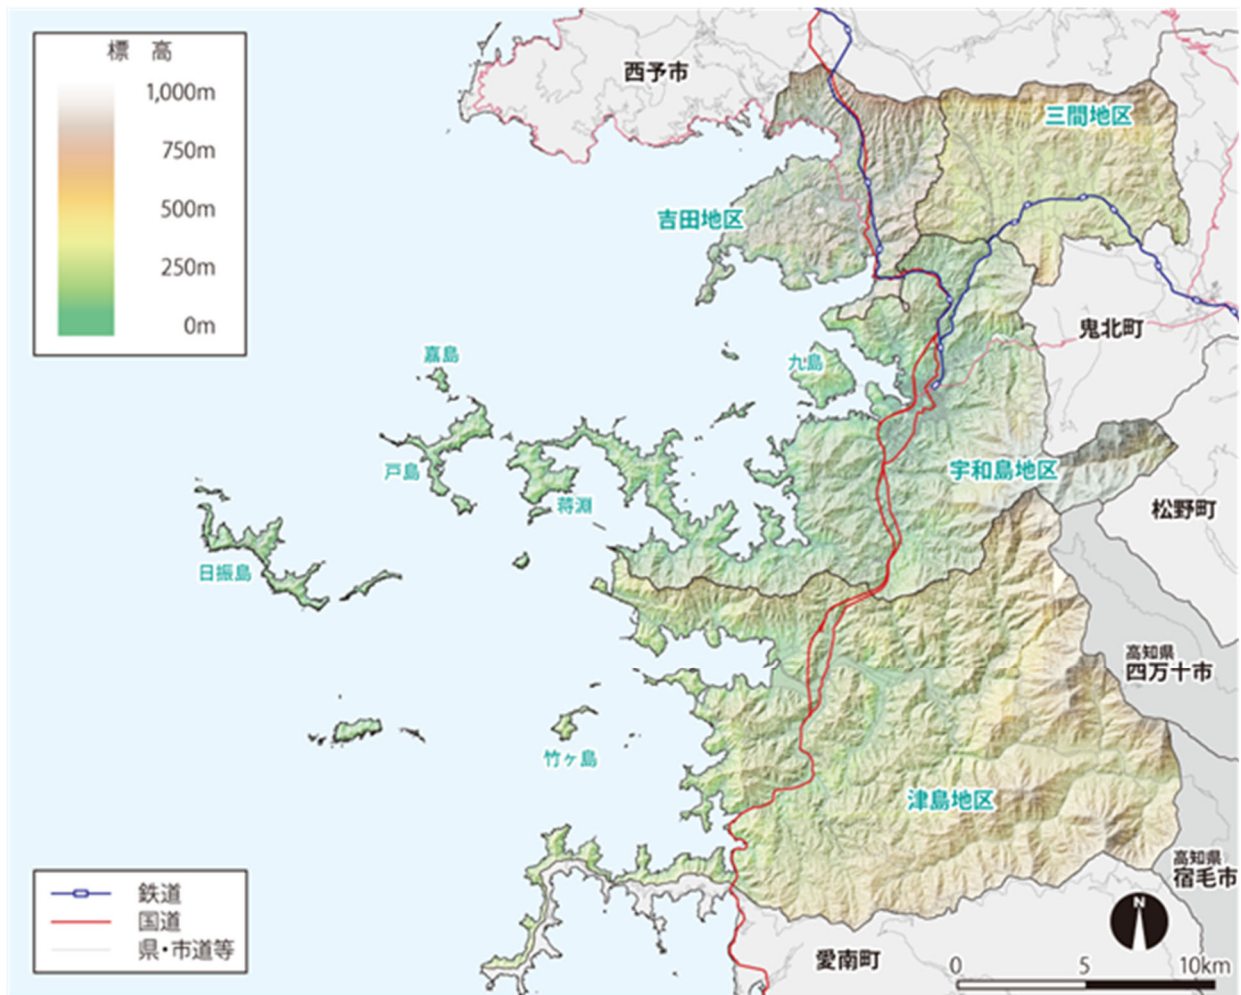 標 高
1,000m
750m
500m
250m
0m
西予市
三間地区
吉田地区
鬼北町
嘉島
九島
戸島
蒋淵
宇和島地区
松野町
日振島
高知県
四万十市
竹ヶ島
津島地区
高知県
宿毛市
鉄道
国道
県・市道等
愛南町
N
0 5 10km